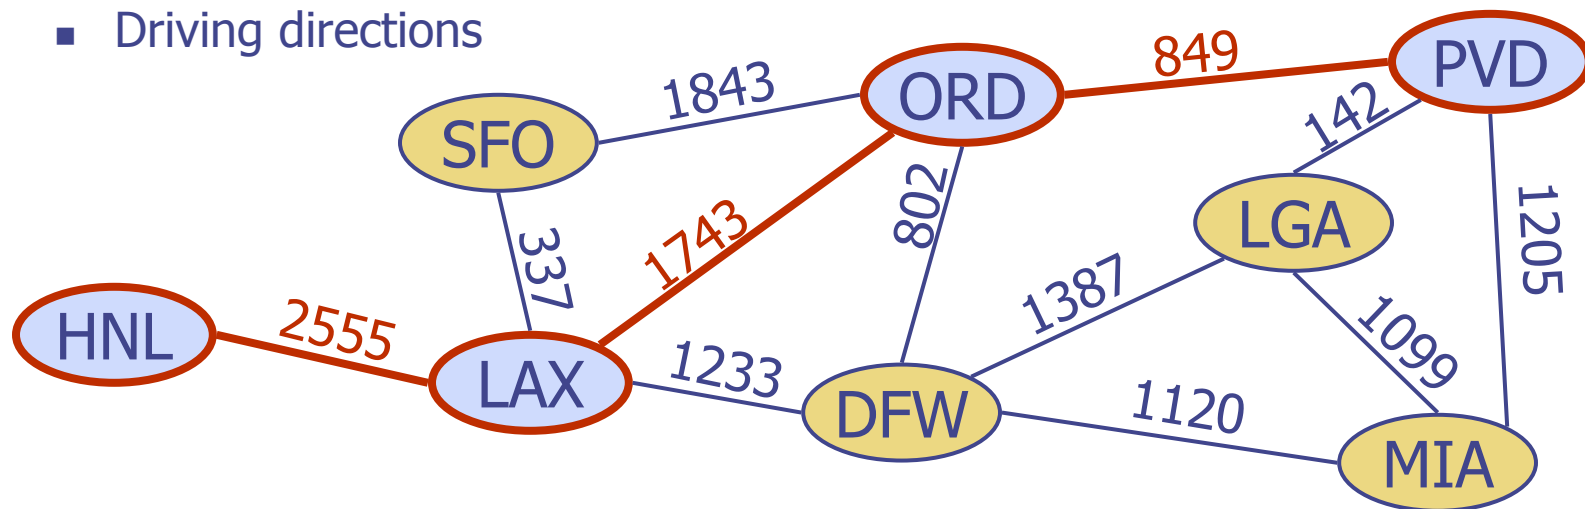 ▪ Driving directions
849
PVD
1843
ORD
142
SFO
802
LGA
1743
1205
337
1387
HNL
2555
1099
LAX
1233
DFW
1120
MIA